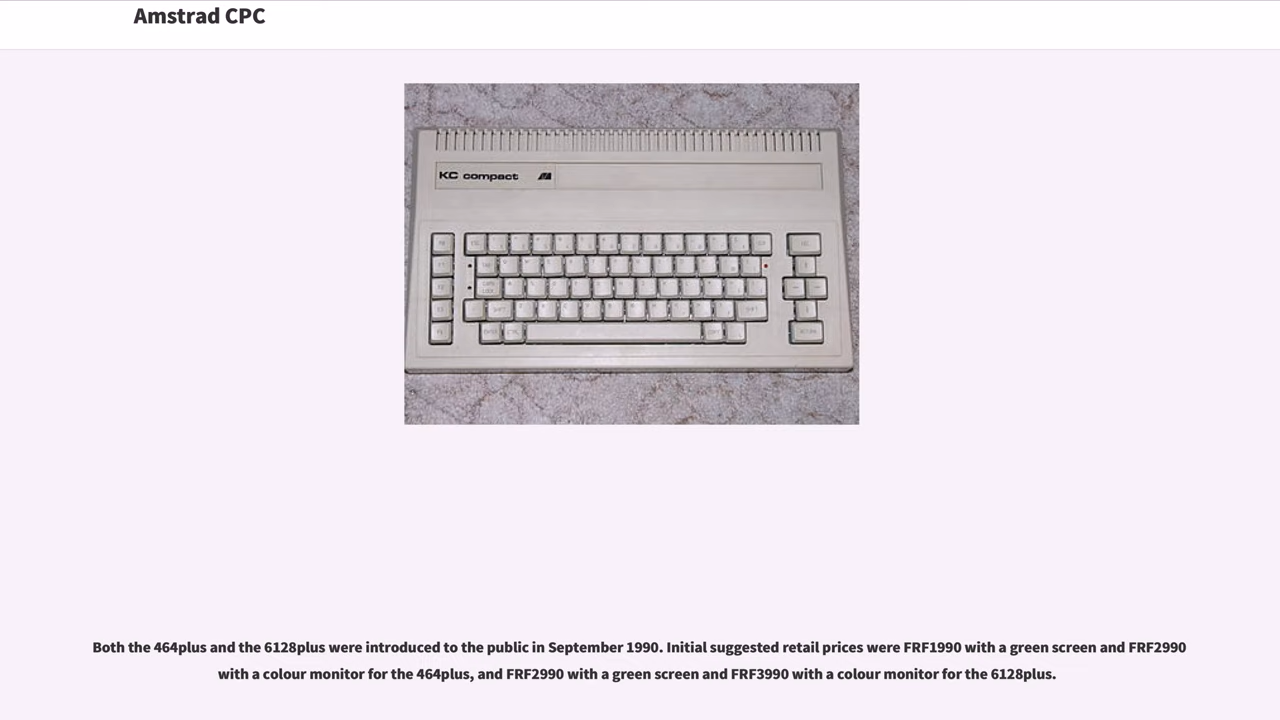 Amstrad CPC
KC compact
Both the 464plus and the 6128plus were introduced to the public in September 1990. Initial suggested retail prices were FRF1990 with a green screen and FRF2990
with a colour monitor for the 464plus, and FRF2990 with a green screen and FRF3990 with a colour monitor for the 6128plus.